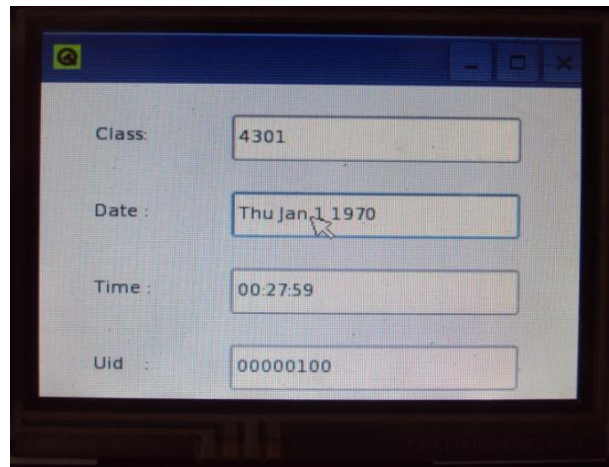 Class: 4301
Date : Thu Jan 1 1970
Time : 00:27:59
Uid : 00000100